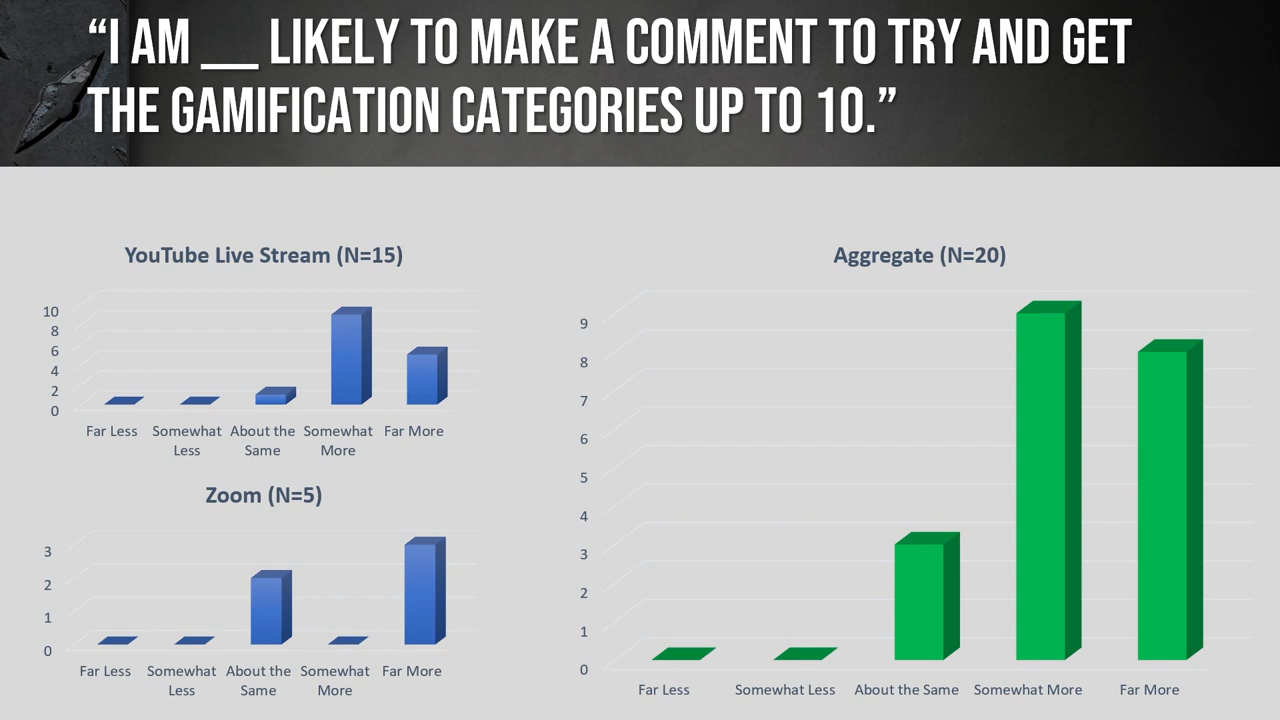 “I AM __ LIKELY TO MAKE A COMMENT TO TRY AND GET
THE GAMIFICATION CATEGORIES UP TO 10.”
YouTube Live Stream (N=15)
10
8
6
4
2
0
Far Less
Somewhat
Less
About the
Same
Somewhat
More
Far More
Zoom (N=5)
3
2
1
0
Far Less
Somewhat
Less
About the
Same
Somewhat
More
Far More
Aggregate (N=20)
9
8
7
6
5
4
3
2
1
0
Far Less
Somewhat Less
About the Same
Somewhat More
Far More